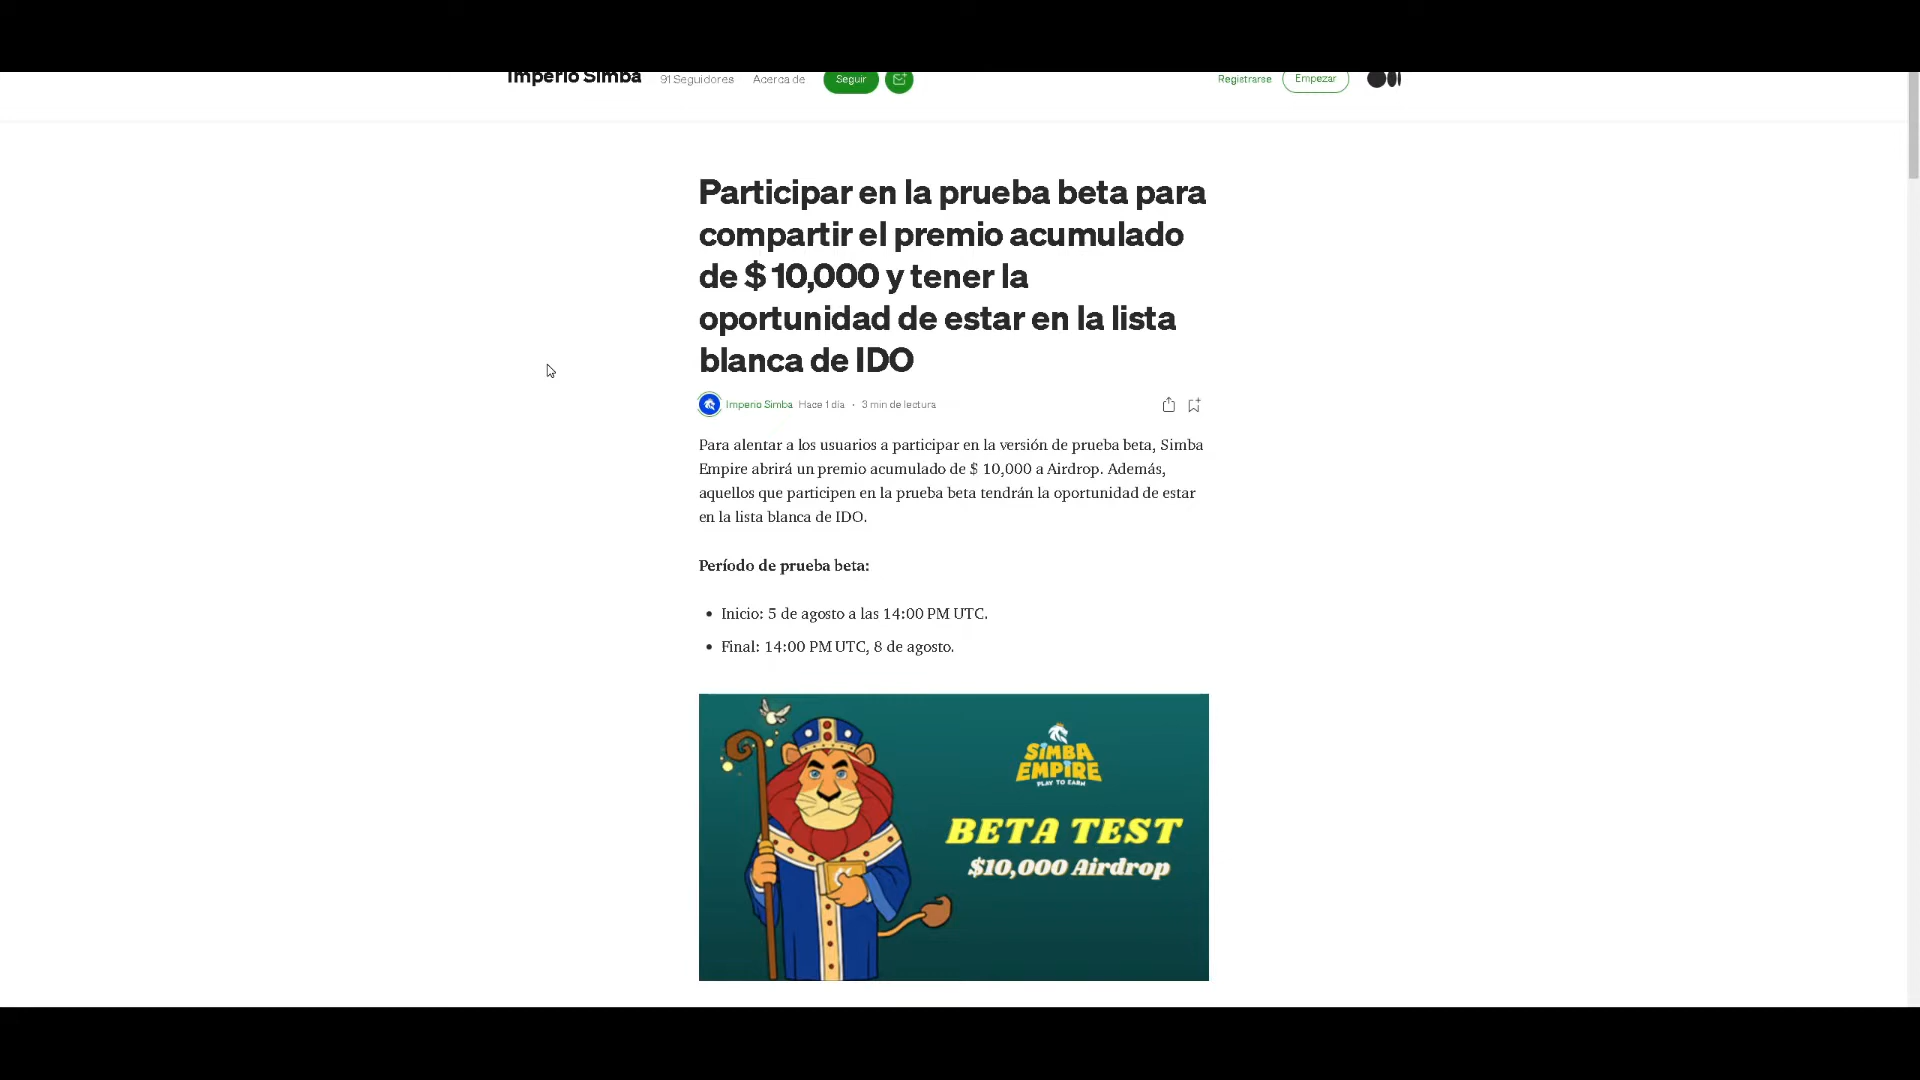 Imperio Simba 91 Seguidores Acerca de Seguir Registrarse Empezar
Participar en la prueba beta para
compartir el premio acumulado
de $ 10,000 y tener la
oportunidad de estar en la lista
blanca de IDO
Imperio Simba Hace 1 día · 3 min de lectura
Para alentar a los usuarios a participar en la versión de prueba beta, Simba
Empire abrirá un premio acumulado de $ 10,000 a Airdrop. Además,
aquellos que participen en la prueba beta tendrán la oportunidad de estar
en la lista blanca de IDO.
Período de prueba beta:
• Inicio: 5 de agosto a las 14:00 PM UTC.
• Final: 14:00 PM UTC, 8 de agosto.
SIMBA
EMPIRE
PLAY TO EARN
BETA TEST
$10,000 Airdrop